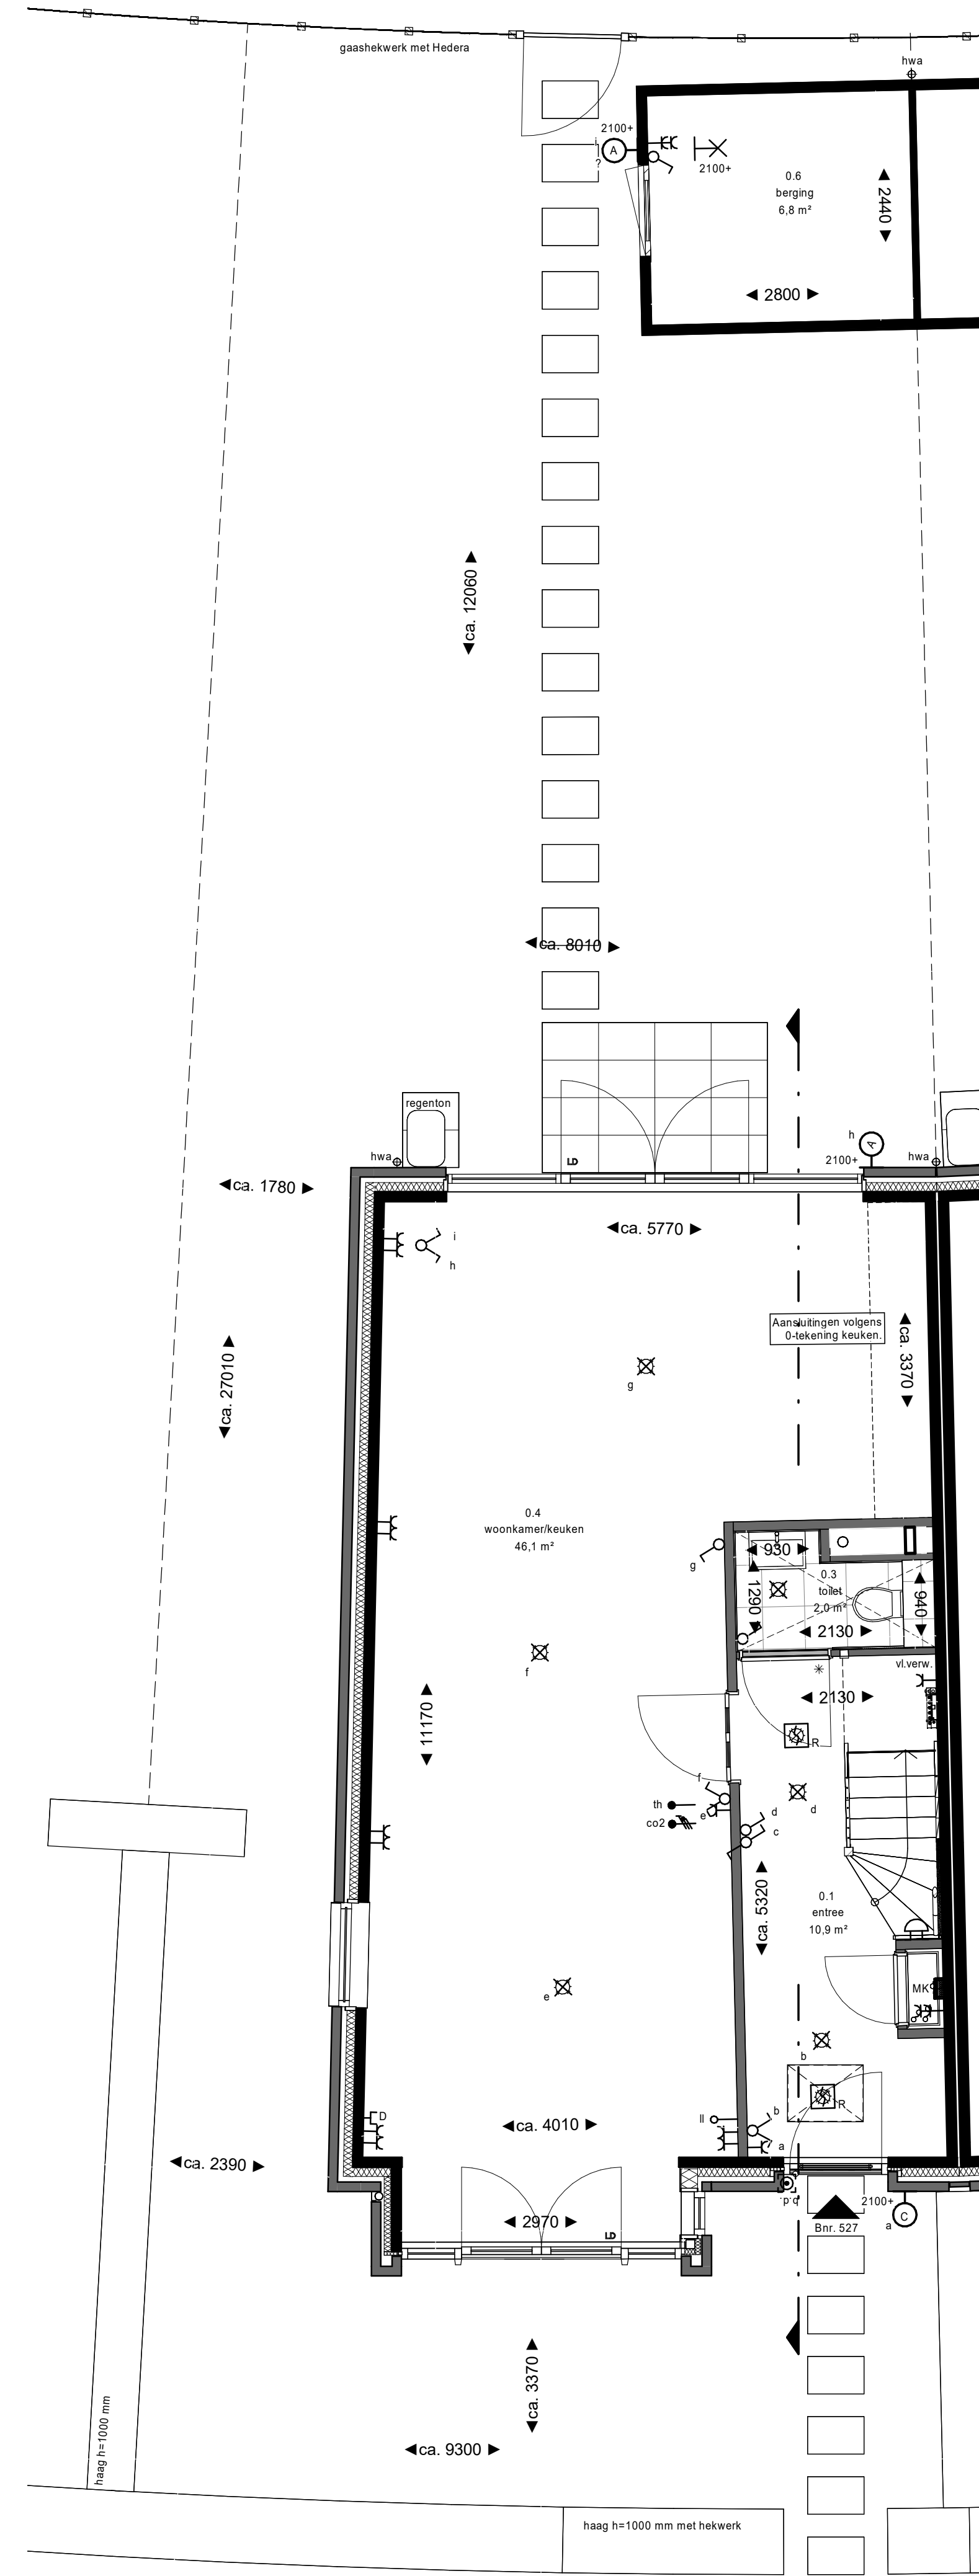 gaashekwerk met Hedera
hwa
2100+
A
?
2100+
0.6
berging
6,8 m²
2440
2800
ca. 12060
ca. 8010
regenton
hwa
LD
h
A
2100+
hwa
ca. 1780
ca. 5770
i
h
Aansluitingen volgens
0-tekening keuken.
ca. 3370
ca. 27010
g
0.4
woonkamer/keuken
46,1 m²
g
930
1290
0.3
toilet
2,0 m²
940
2130
f
vl.verw.
2130
11170
R
f
th
e
co2
d
c
d
ca. 5320
0.1
entree
10,9 m²
MK
e
b
R
D
ca. 4010
b
a
ca. 2390
p.d.
2100+
C
a
2970
LD
Bnr. 527
ca. 3370
ca. 9300
haag h=1000 mm
haag h=1000 mm met hekwerk